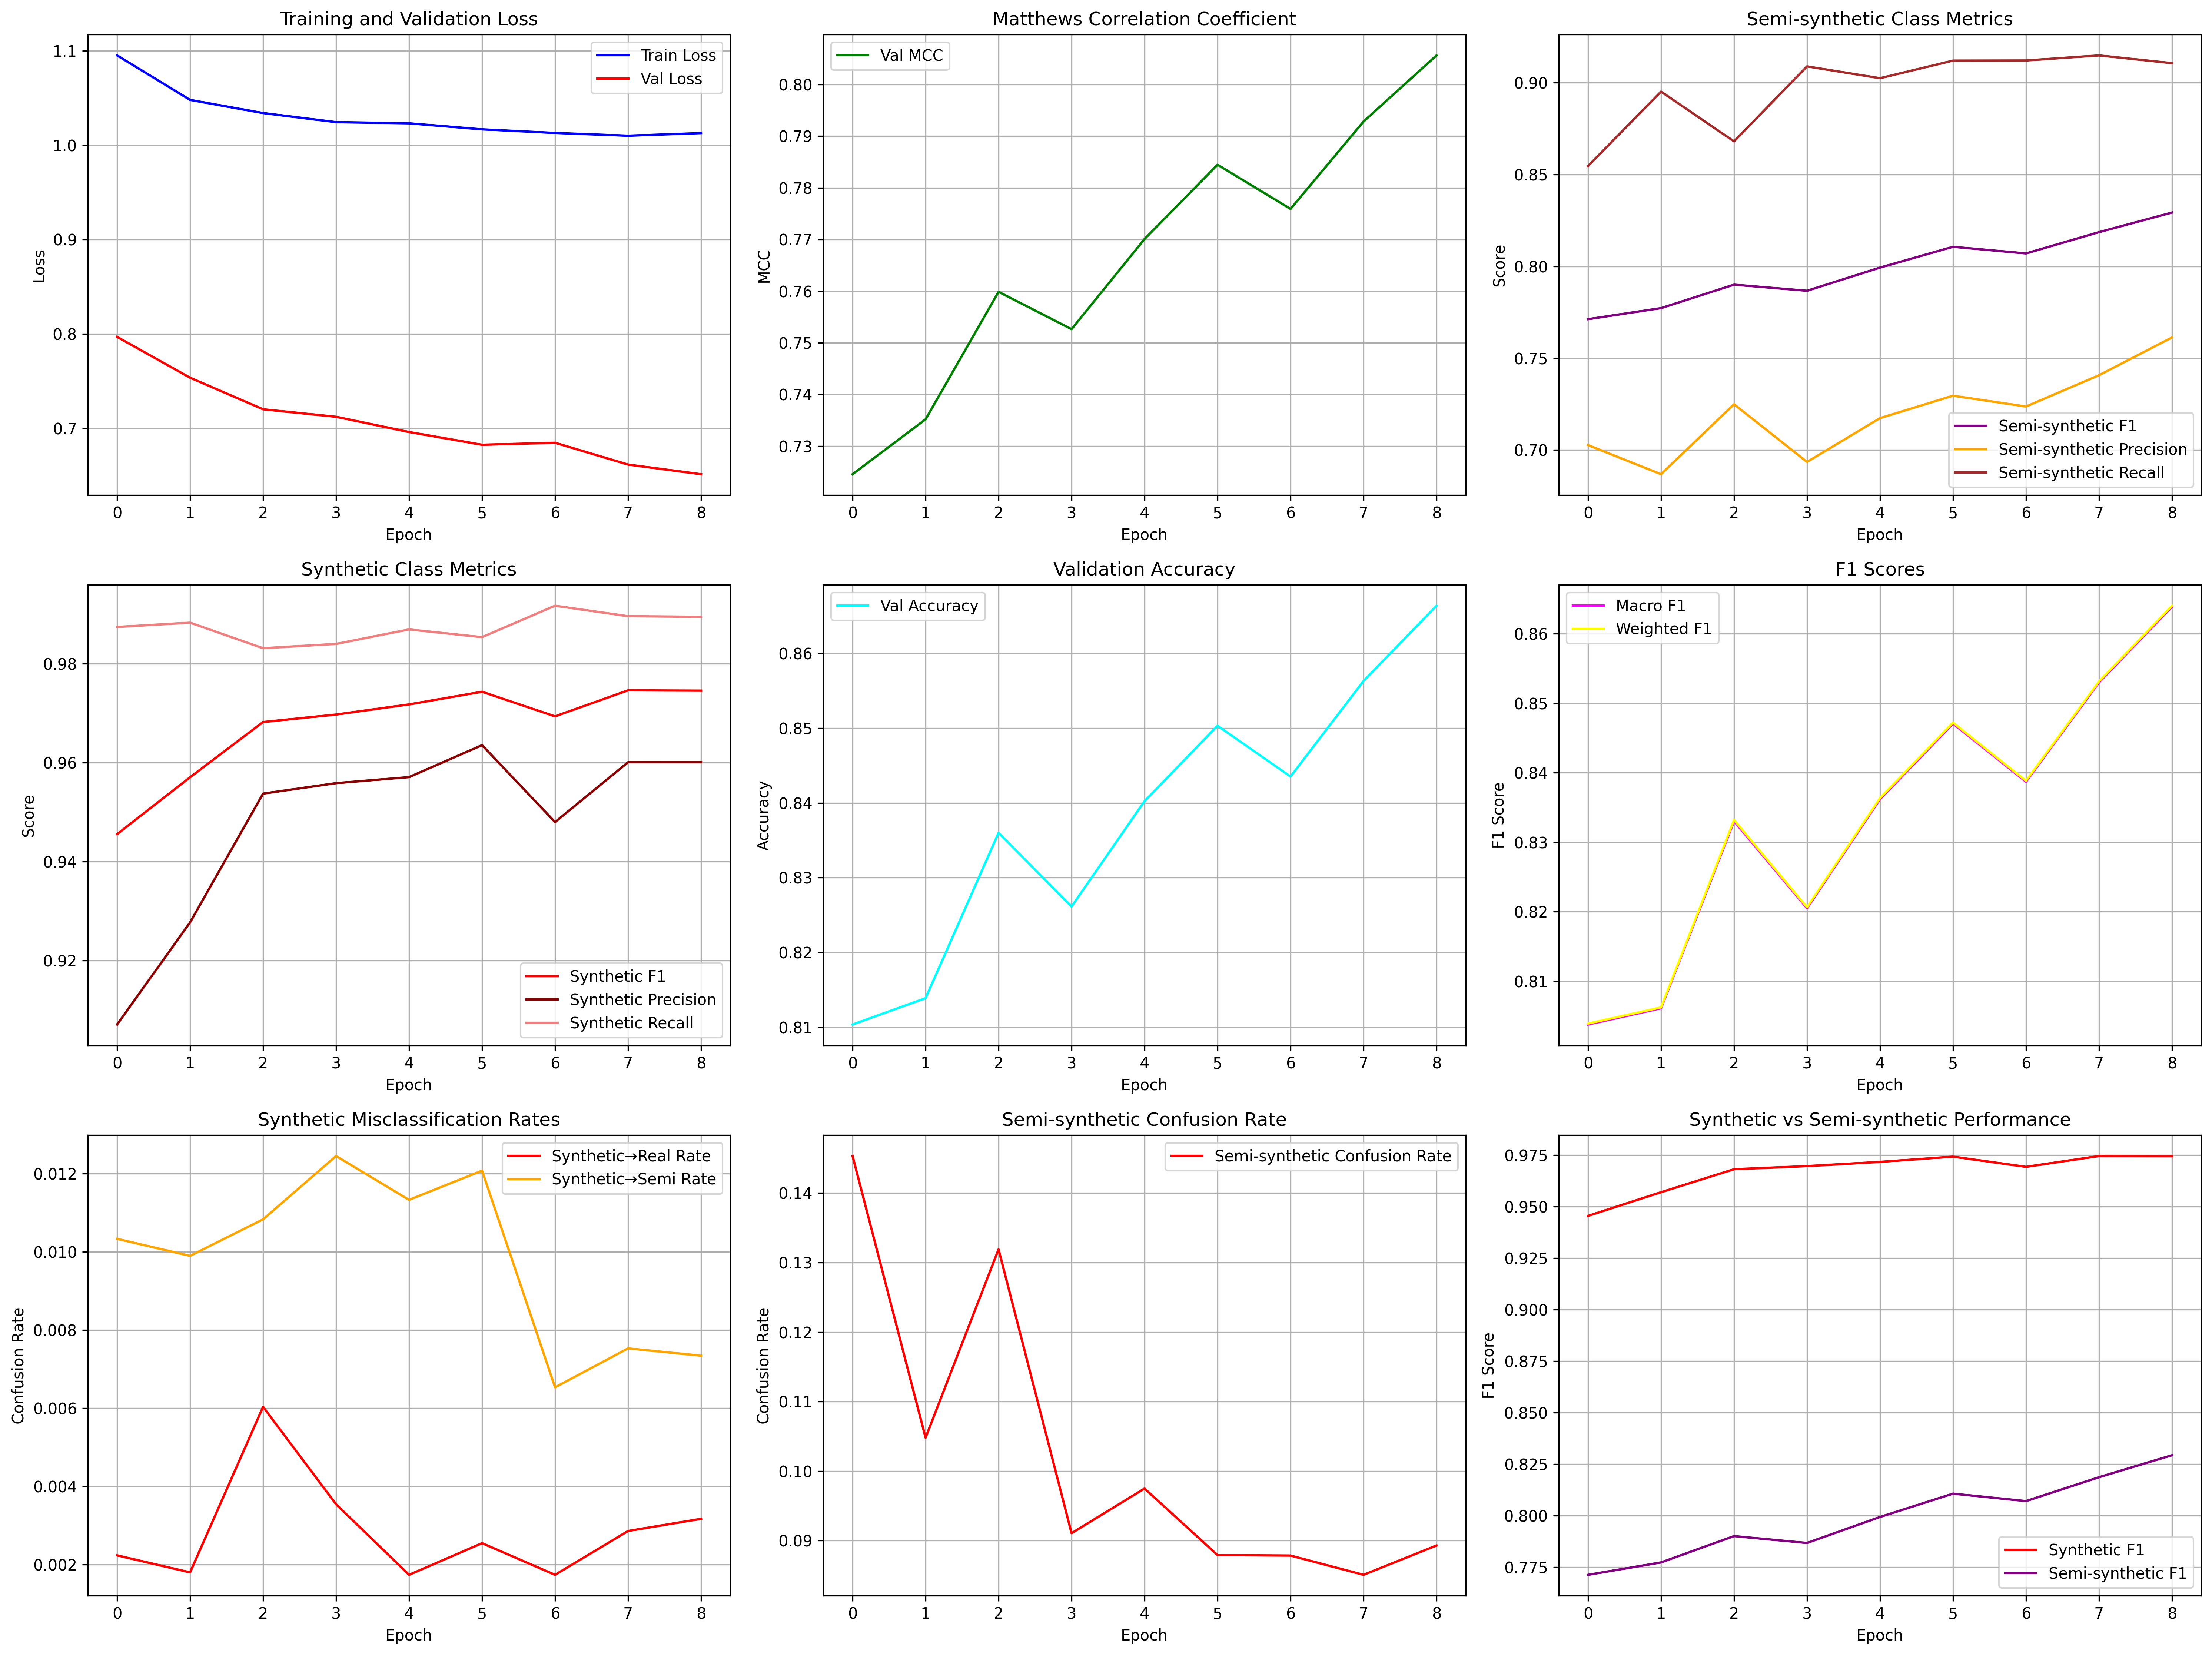 Training and Validation Loss
Train Loss
Val Loss
1.1
1.0
0.9
0.8
0.7
Loss
0 1 2 3 4 5 6 7 8
Epoch
Matthews Correlation Coefficient
Val MCC
0.80
0.79
0.78
0.77
0.76
0.75
0.74
0.73
MCC
0 1 2 3 4 5 6 7 8
Epoch
Semi-synthetic Class Metrics
0.90
0.85
0.80
0.75
0.70
Score
Semi-synthetic F1
Semi-synthetic Precision
Semi-synthetic Recall
0 1 2 3 4 5 6 7 8
Epoch
Synthetic Class Metrics
0.98
0.96
0.94
0.92
Score
Synthetic F1
Synthetic Precision
Synthetic Recall
0 1 2 3 4 5 6 7 8
Epoch
Validation Accuracy
Val Accuracy
0.86
0.85
0.84
0.83
0.82
0.81
Accuracy
0 1 2 3 4 5 6 7 8
Epoch
F1 Scores
Macro F1
Weighted F1
0.86
0.85
0.84
0.83
0.82
0.81
F1 Score
0 1 2 3 4 5 6 7 8
Epoch
Synthetic Misclassification Rates
Synthetic→Real Rate
Synthetic→Semi Rate
0.012
0.010
0.008
0.006
0.004
0.002
Confusion Rate
0 1 2 3 4 5 6 7 8
Epoch
Semi-synthetic Confusion Rate
Semi-synthetic Confusion Rate
0.14
0.13
0.12
0.11
0.10
0.09
Confusion Rate
0 1 2 3 4 5 6 7 8
Epoch
Synthetic vs Semi-synthetic Performance
0.975
0.950
0.925
0.900
0.875
0.850
0.825
0.800
0.775
F1 Score
Synthetic F1
Semi-synthetic F1
0 1 2 3 4 5 6 7 8
Epoch